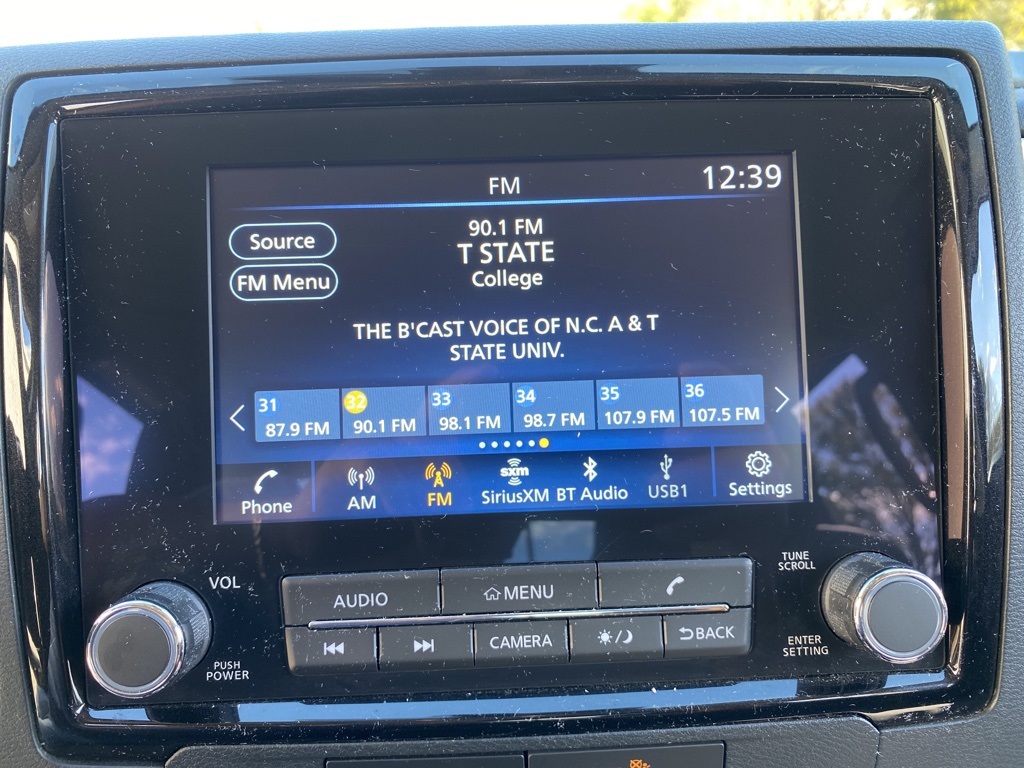 FM
12:39
Source
90.1 FM
T STATE
FM Menu
College
THE B'CAST VOICE OF N.C. A & T
STATE UNIV.
31 32 33 34 35 36
87.9 FM 90.1 FM 98.1 FM 98.7 FM 107.9 FM 107.5 FM
Phone AM FM sxm SiriusXM BT Audio USB1 Settings
VOL
TUNE
SCROLL
AUDIO MENU
CAMERA BACK
PUSH
POWER
ENTER
SETTING